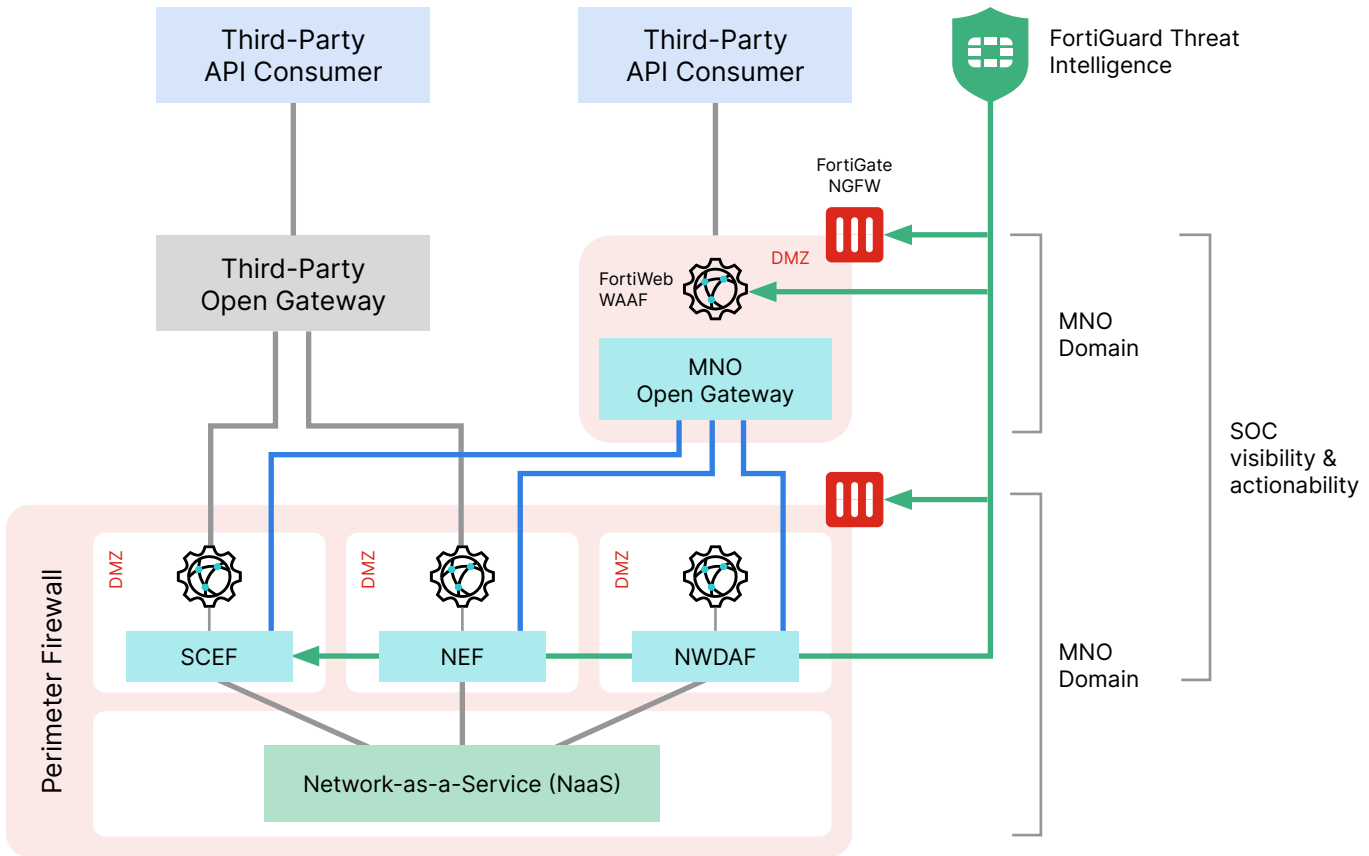 Third-Party
API Consumer
Third-Party
API Consumer
FortiGuard Threat
Intelligence
FortiGate
NGFW
Third-Party
Open Gateway
DMZ
FortiWeb
WAAF
MNO
Open Gateway
MNO
Domain
SOC
visibility &
actionability
Perimeter Firewall
DMZ
DMZ
DMZ
SCEF
NEF
NWDAF
MNO
Domain
Network-as-a-Service (NaaS)